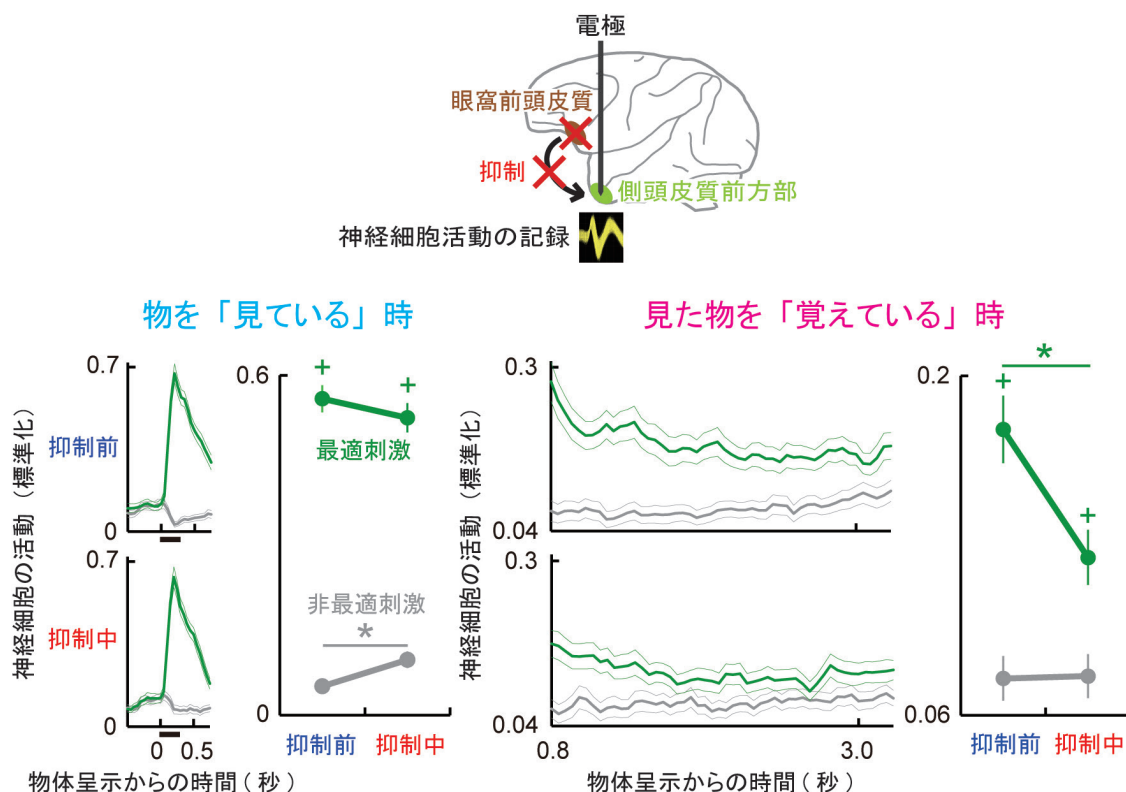 電極
眼窩前頭皮質
抑制
側頭皮質前方部
神経細胞活動の記録
物を「見ている」時
見た物を「覚えている」時
神経細胞の活動（標準化）
抑制前
0.7
0
抑制中
0.7
0
0 0.5
物体呈示からの時間（秒）
0.6
+
+
最適刺激
非最適刺激
*
0
抑制前 抑制中
神経細胞の活動（標準化）
0.3
0.04
0.3
0.04
0.8 3.0
物体呈示からの時間（秒）
0.2
*
+
+
0.06
抑制前 抑制中